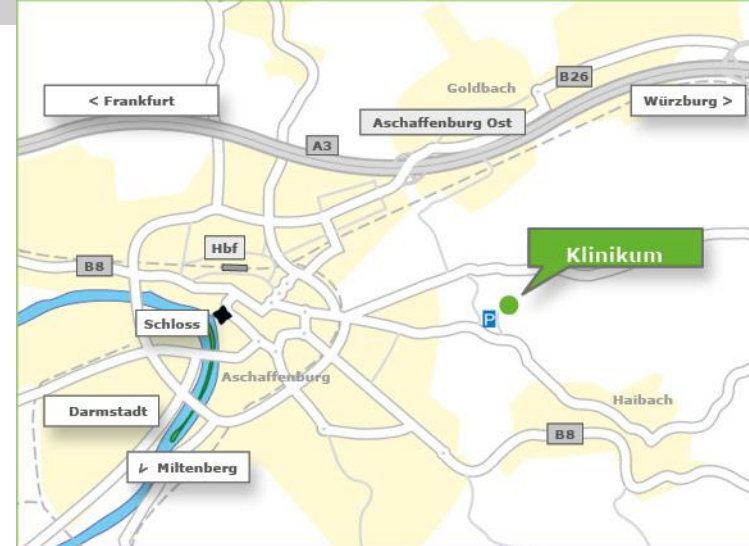 B26
Goldbach
< Frankfurt
Würzburg >
Aschaffenburg Ost
A3
Hbf
Klinikum
B8
P
Schloss
Aschaffenburg
Haibach
Darmstadt
B8
Miltenberg